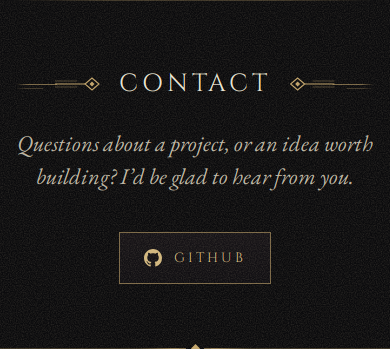 CONTACT
Questions about a project, or an idea worth
building? I’d be glad to hear from you.
GITHUB